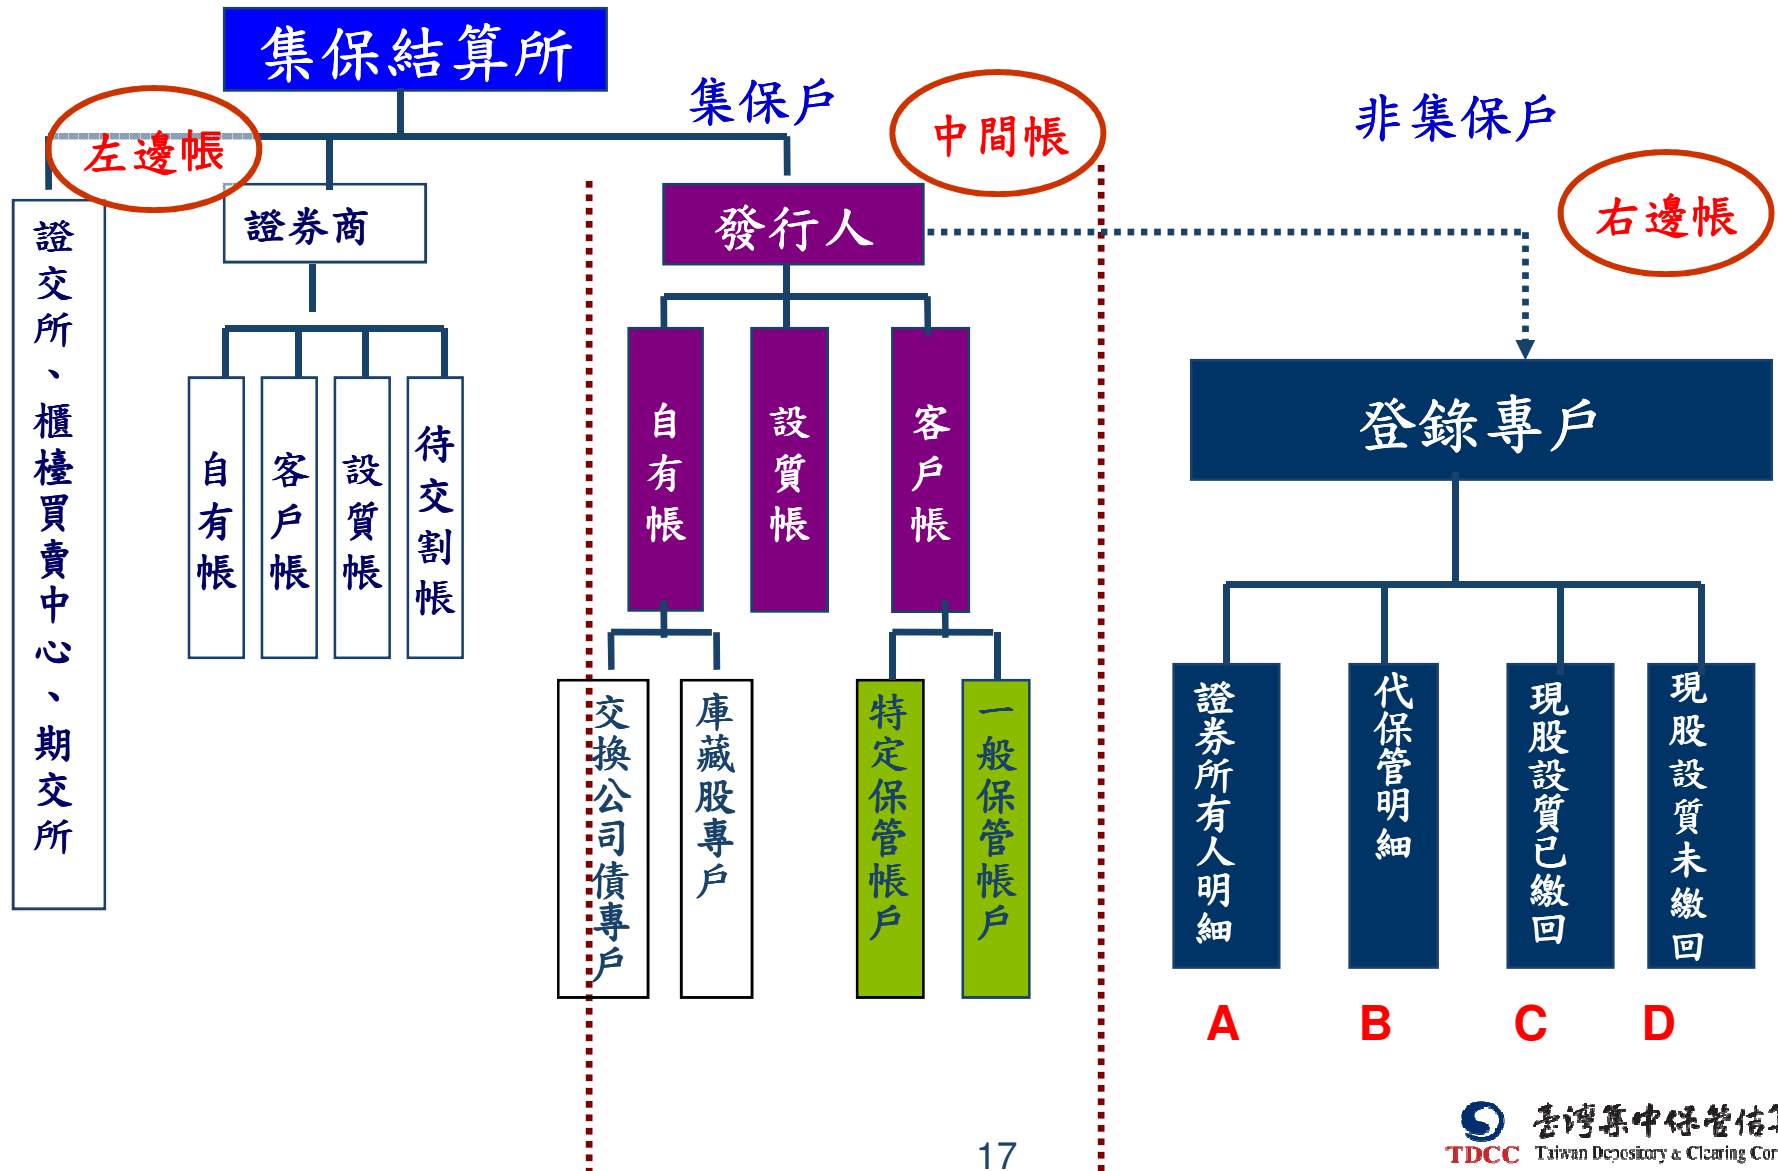 集保結算所
集保戶
非集保戶
左邊帳
中間帳
右邊帳
證交所、櫃檯買賣中心、期交所
證券商
發行人
登錄專戶
自有帳
客戶帳
設質帳
待交割帳
自有帳
設質帳
客戶帳
交換公司債專戶
庫藏股專戶
特定保管帳戶
一般保管帳戶
證券所有人明細
代保管明細
現股設質已繳回
現股設質未繳回
A
B
C
D
臺灣集中保管結算
TDCC
Taiwan Depository & Clearing Cor
17